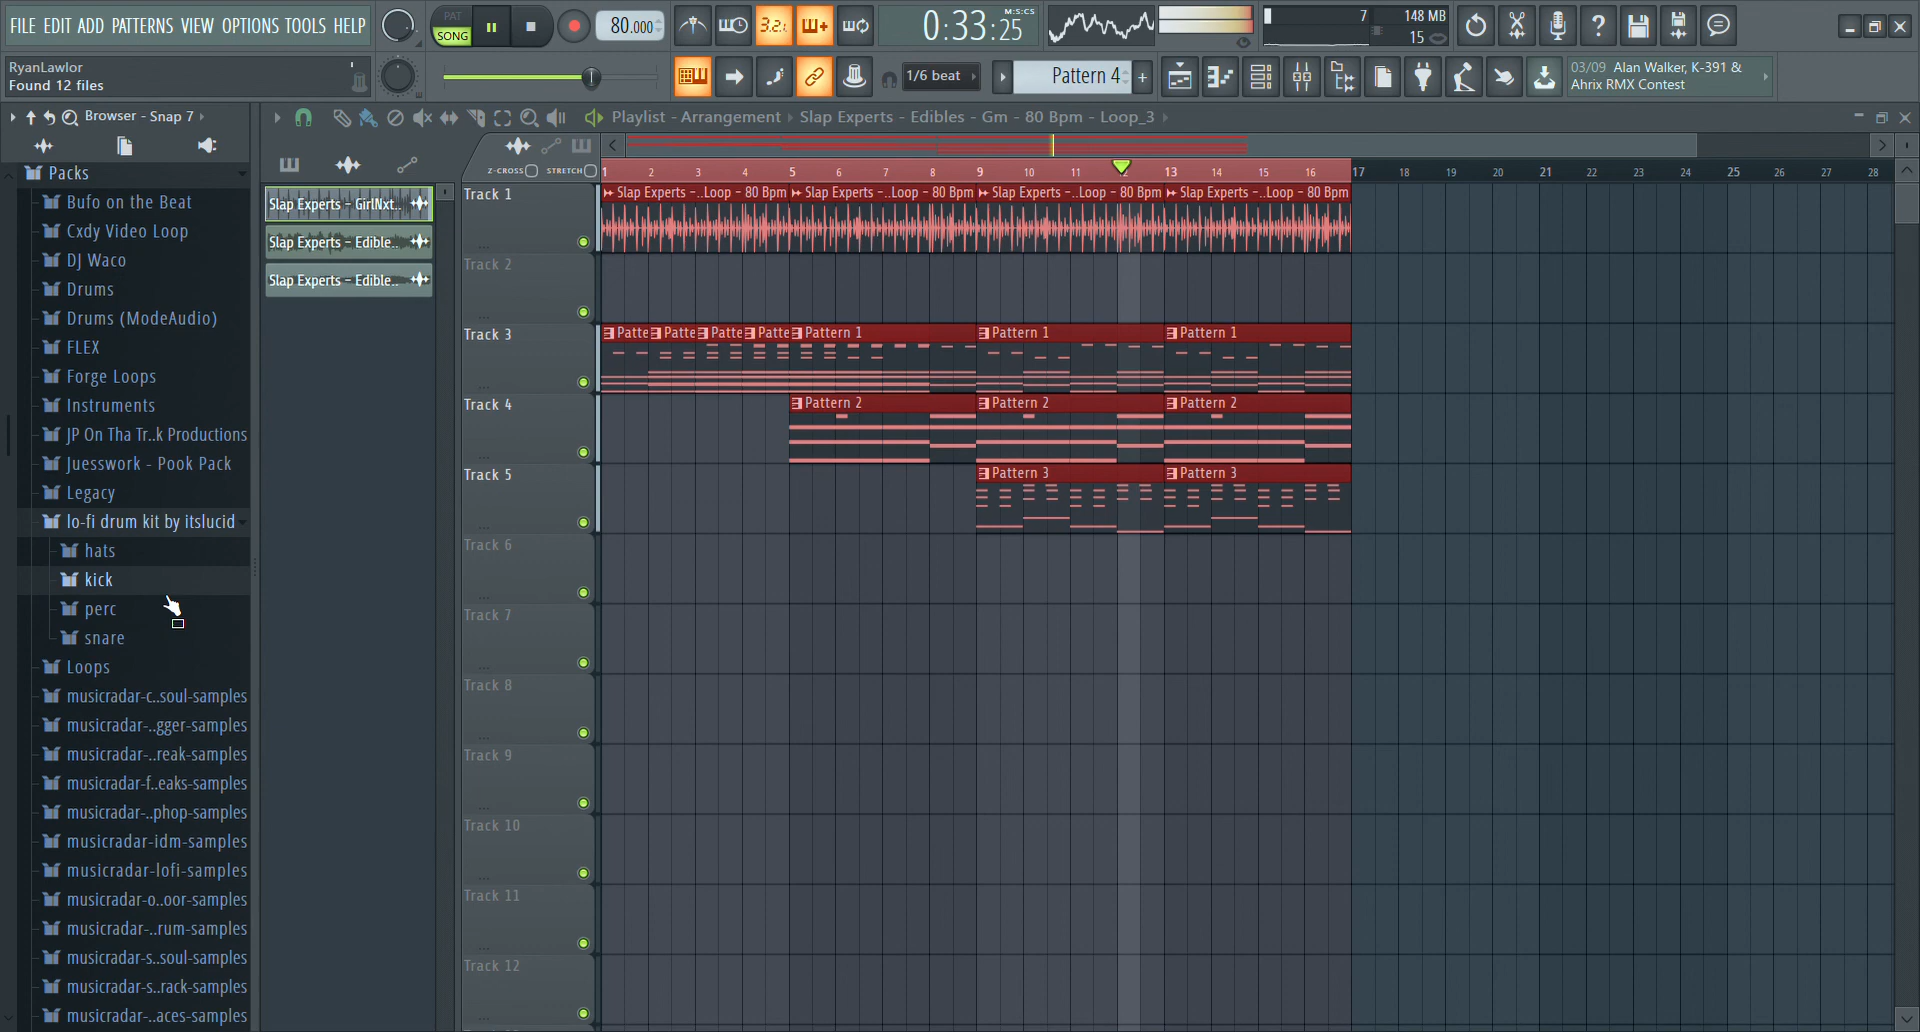 FILE EDIT ADD PATTERNS VIEW OPTIONS TOOLS HELP
PAT
SONG
80.000
3.2.
0:33:25
M:S:CS
7
148 MB
15
RyanLawlor
Found 12 files
1/6 beat
Pattern 4
+
03/09 Alan Walker, K-391 &
Ahrix RMX Contest
Browser - Snap 7
Playlist - Arrangement › Slap Experts - Edibles - Gm - 80 Bpm - Loop_3
Z-CROSS STRETCH
1 2 3 4 5 6 7 8 9 10 11 12 13 14 15 16 17 18 19 20 21 22 23 24 25 26 27 28
Packs
Bufo on the Beat
Cxdy Video Loop
DJ Waco
Drums
Drums (ModeAudio)
FLEX
Forge Loops
Instruments
JP On Tha Tr..k Productions
Juesswork - Pook Pack
Legacy
lo-fi drum kit by itslucid
hats
kick
perc
snare
Loops
musicradar-c..soul-samples
musicradar-..gger-samples
musicradar-..reak-samples
musicradar-f..eaks-samples
musicradar-..phop-samples
musicradar-idm-samples
musicradar-lofi-samples
musicradar-o..oor-samples
musicradar-..rum-samples
musicradar-s..soul-samples
musicradar-s..rack-samples
musicradar-..aces-samples
Slap Experts - GirlNxt..
Slap Experts - Edible..
Slap Experts - Edible..
Track 1
Slap Experts -..Loop - 80 Bpm Slap Experts -..Loop - 80 Bpm Slap Experts -..Loop - 80 Bpm Slap Experts -..Loop - 80 Bpm
Track 2
Track 3
Patte Patte Patte Patte Pattern 1 Pattern 1 Pattern 1
Track 4
Pattern 2 Pattern 2 Pattern 2
Track 5
Pattern 3 Pattern 3
Track 6
Track 7
Track 8
Track 9
Track 10
Track 11
Track 12